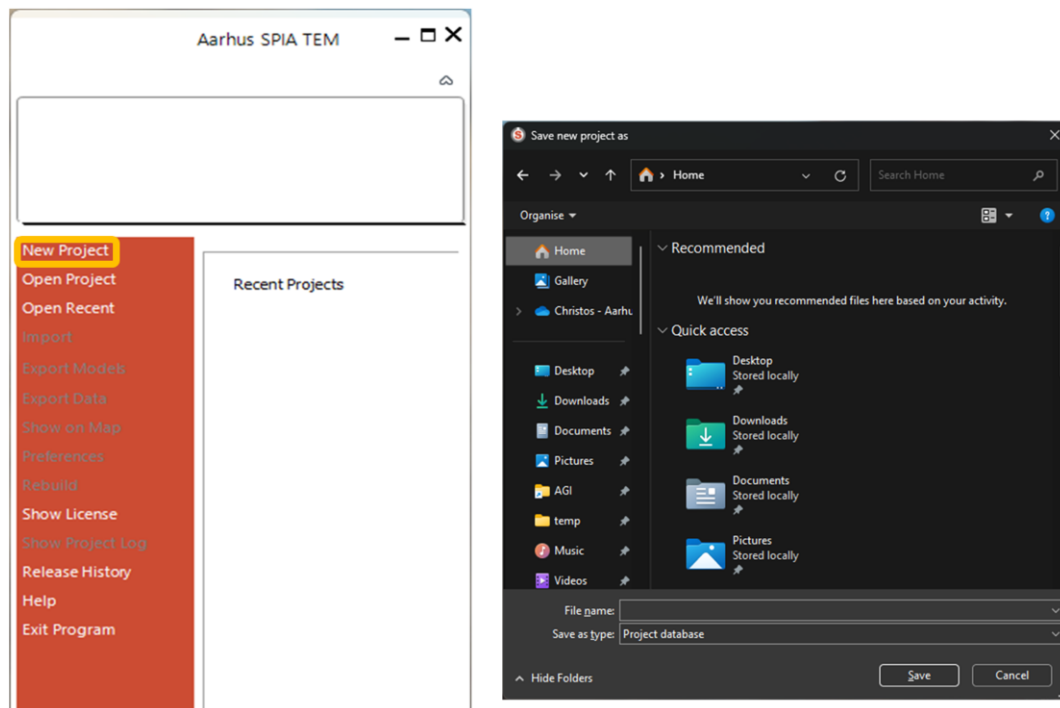 Aarhus SPIA TEM
New Project
Open Project
Open Recent
Import
Export Models
Export Data
Show on Map
Preferences
Rebuild
Show License
Show Project Log
Release History
Help
Exit Program
Recent Projects
Save new project as
Home
Search Home
Organise
Home
Gallery
Christos - Aarhu
Desktop
Downloads
Documents
Pictures
AGI
temp
Music
Videos
Recommended
We'll show you recommended files here based on your activity.
Quick access
Desktop
Stored locally
Downloads
Stored locally
Documents
Stored locally
Pictures
Stored locally
File name:
Save as type: Project database
Hide Folders
Save
Cancel